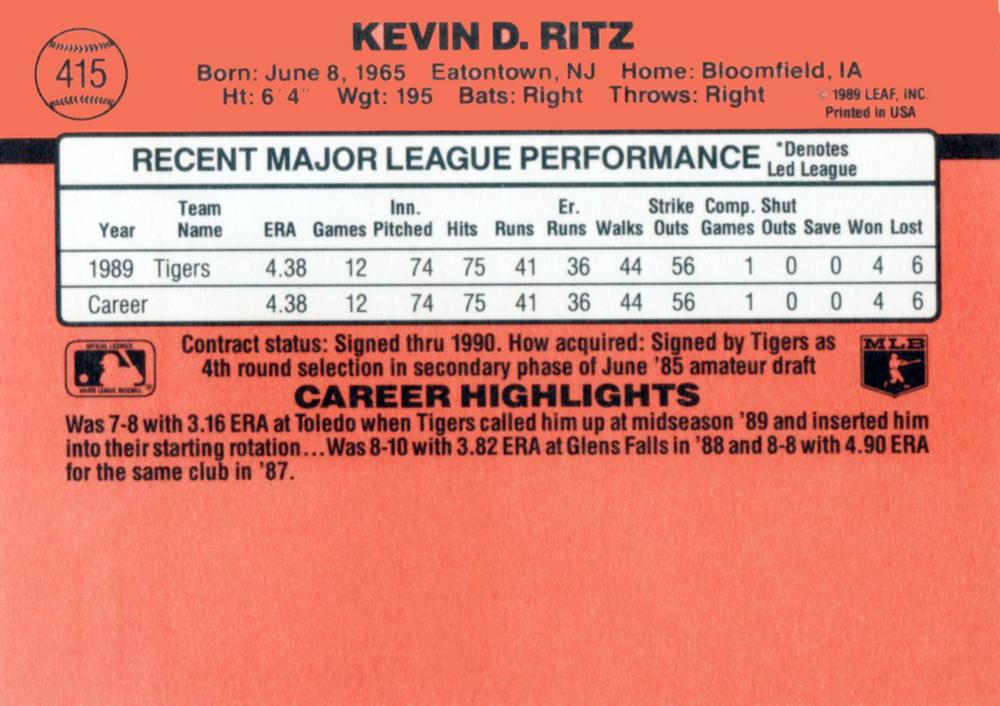 415
KEVIN D. RITZ
Born: June 8, 1965 Eatontown, NJ Home: Bloomfield, IA
Ht: 6' 4" Wgt: 195 Bats: Right Throws: Right
© 1989 LEAF, INC.
Printed in USA
RECENT MAJOR LEAGUE PERFORMANCE *Denotes
Led League
Team Inn. Er. Strike Comp. Shut
Year Name ERA Games Pitched Hits Runs Runs Walks Outs Games Outs Save Won Lost
1989 Tigers 4.38 12 74 75 41 36 44 56 1 0 0 4 6
Career 4.38 12 74 75 41 36 44 56 1 0 0 4 6
OFFICIAL LICENSEE
MAJOR LEAGUE BASEBALL
Contract status: Signed thru 1990. How acquired: Signed by Tigers as
4th round selection in secondary phase of June '85 amateur draft
MLB
CAREER HIGHLIGHTS
Was 7-8 with 3.16 ERA at Toledo when Tigers called him up at midseason '89 and inserted him
into their starting rotation...Was 8-10 with 3.82 ERA at Glens Falls in '88 and 8-8 with 4.90 ERA
for the same club in '87.